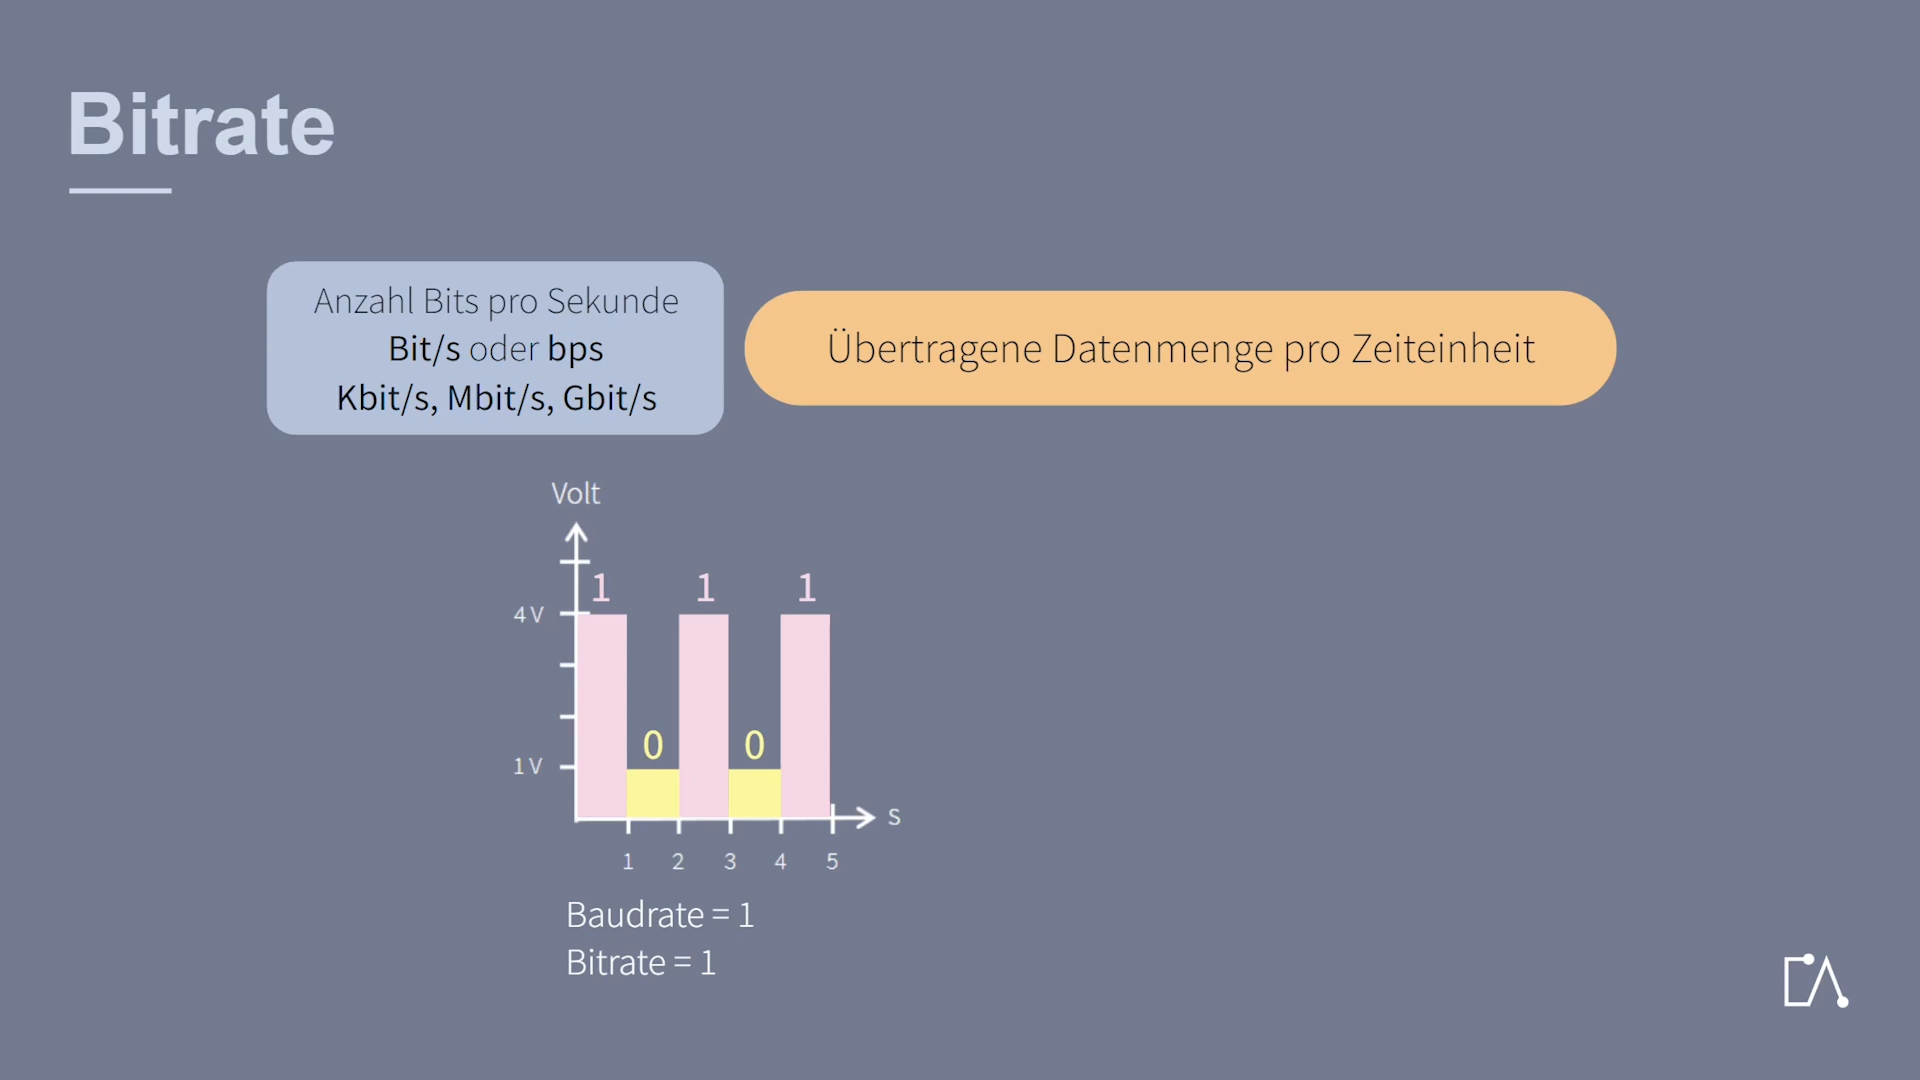 Bitrate
Anzahl Bits pro Sekunde
Bit/s oder bps
Kbit/s, Mbit/s, Gbit/s
Übertragene Datenmenge pro Zeiteinheit
Volt
1 1 1
4 V
0 0
1 V
s
1 2 3 4 5
Baudrate = 1
Bitrate = 1